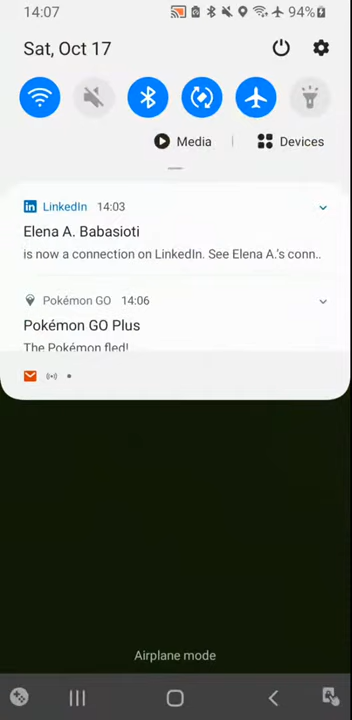 14:07 94%
Sat, Oct 17
Media Devices
LinkedIn 14:03
Elena A. Babasioti
is now a connection on LinkedIn. See Elena A.'s conn..
Pokémon GO 14:06
Pokémon GO Plus
The Pokémon fled!
Airplane mode